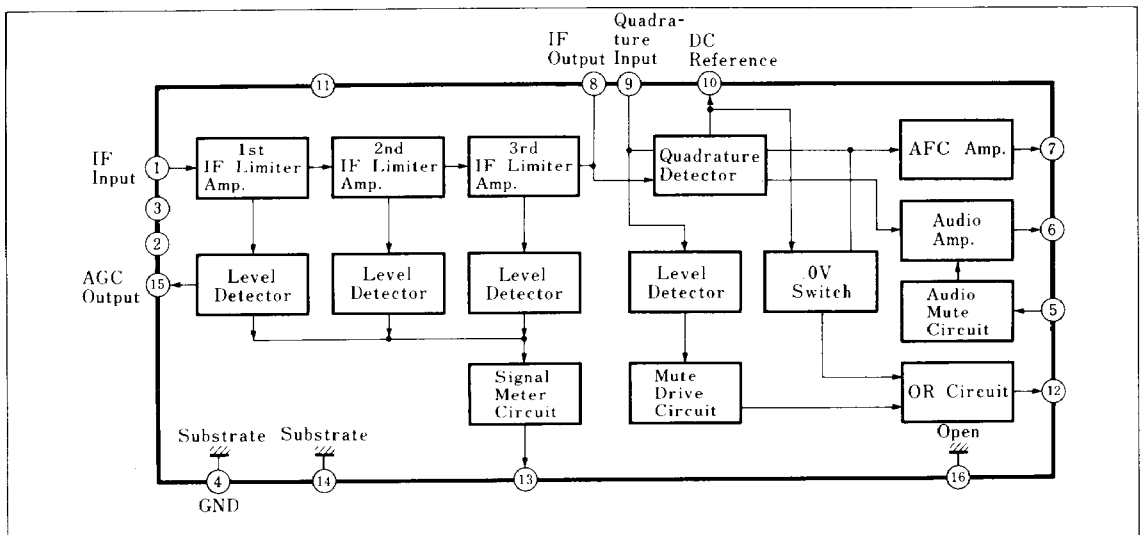 IF
Output
Quadra-
ture
Input
DC
Reference
11
8
9
10
IF
Input
1
1st
IF Limiter
Amp.
2nd
IF Limiter
Amp.
3rd
IF Limiter
Amp.
Quadrature
Detector
AFC Amp.
7
3
2
Audio
Amp.
6
AGC
Output
15
Level
Detector
Level
Detector
Level
Detector
Level
Detector
.0V
Switch
Audio
Mute
Circuit
5
Signal
Meter
Circuit
Mute
Drive
Circuit
OR Circuit
12
Substrate
Substrate
Open
4
14
13
16
GND